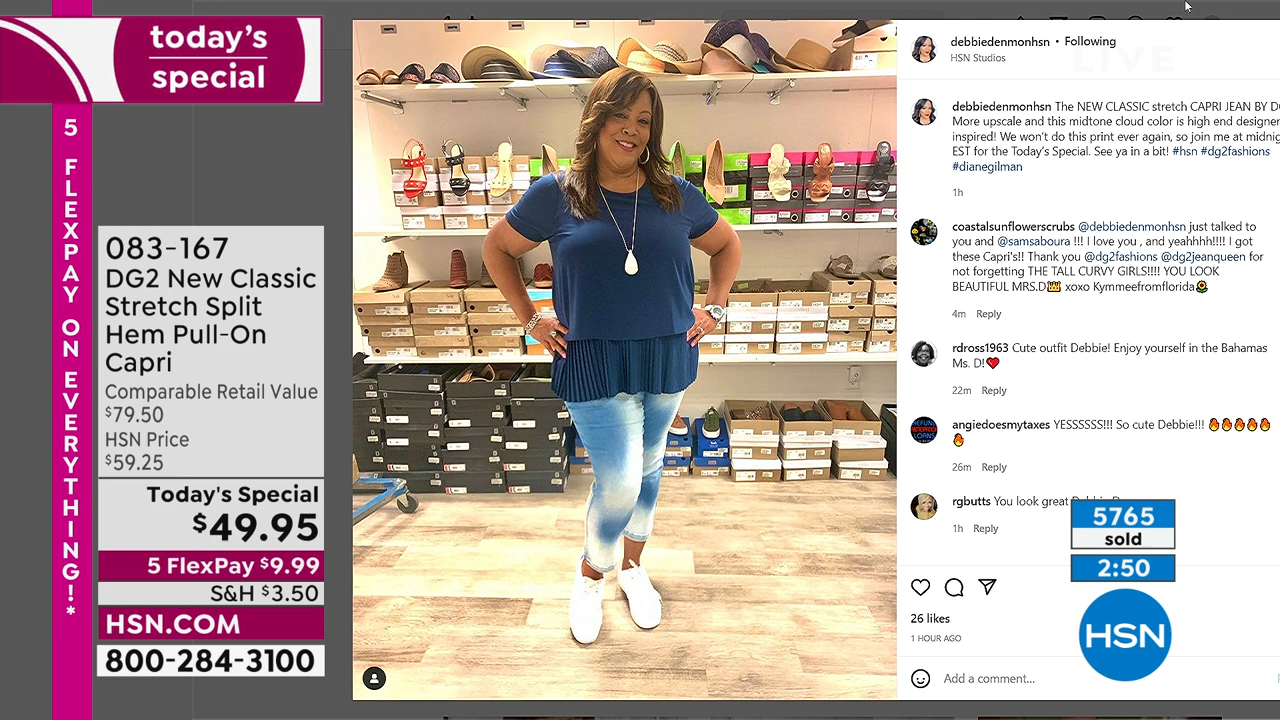 today's
special
5 FLEXPAY ON EVERYTHING!*
083-167
DG2 New Classic
Stretch Split
Hem Pull-On
Capri
Comparable Retail Value
$79.50
HSN Price
$59.25
Today's Special
$49.95
5 FlexPay $9.99
S&H $3.50
HSN.COM
800-284-3100
debbiedenmonhsn • Following
HSN Studios
LIVE
debbiedenmonhsn The NEW CLASSIC stretch CAPRI JEAN BY D
More upscale and this midtone cloud color is high end designer
inspired! We won't do this print ever again, so join me at midnig
EST for the Today's Special. See ya in a bit! #hsn #dg2fashions
#dianegilman
1h
coastalsunflowerscrubs @debbiedenmonhsn just talked to
you and @samsaboura !!! I love you , and yeahhhh!!!! I got
these Capri's!! Thank you @dg2fashions @dg2jeanqueen for
not forgetting THE TALL CURVY GIRLS!!!! YOU LOOK
BEAUTIFUL MRS.D👑 xoxo Kymmeefromflorida🌻
4m Reply
rdross1963 Cute outfit Debbie! Enjoy yourself in the Bahamas
Ms. D!❤️
22m Reply
angiedoesmytaxes YESSSSSS!!! So cute Debbie!!! 🔥🔥🔥🔥🔥
🔥
26m Reply
rgbutts You look great
1h Reply
5765
sold
2:50
26 likes
1 HOUR AGO
HSN
Add a comment...